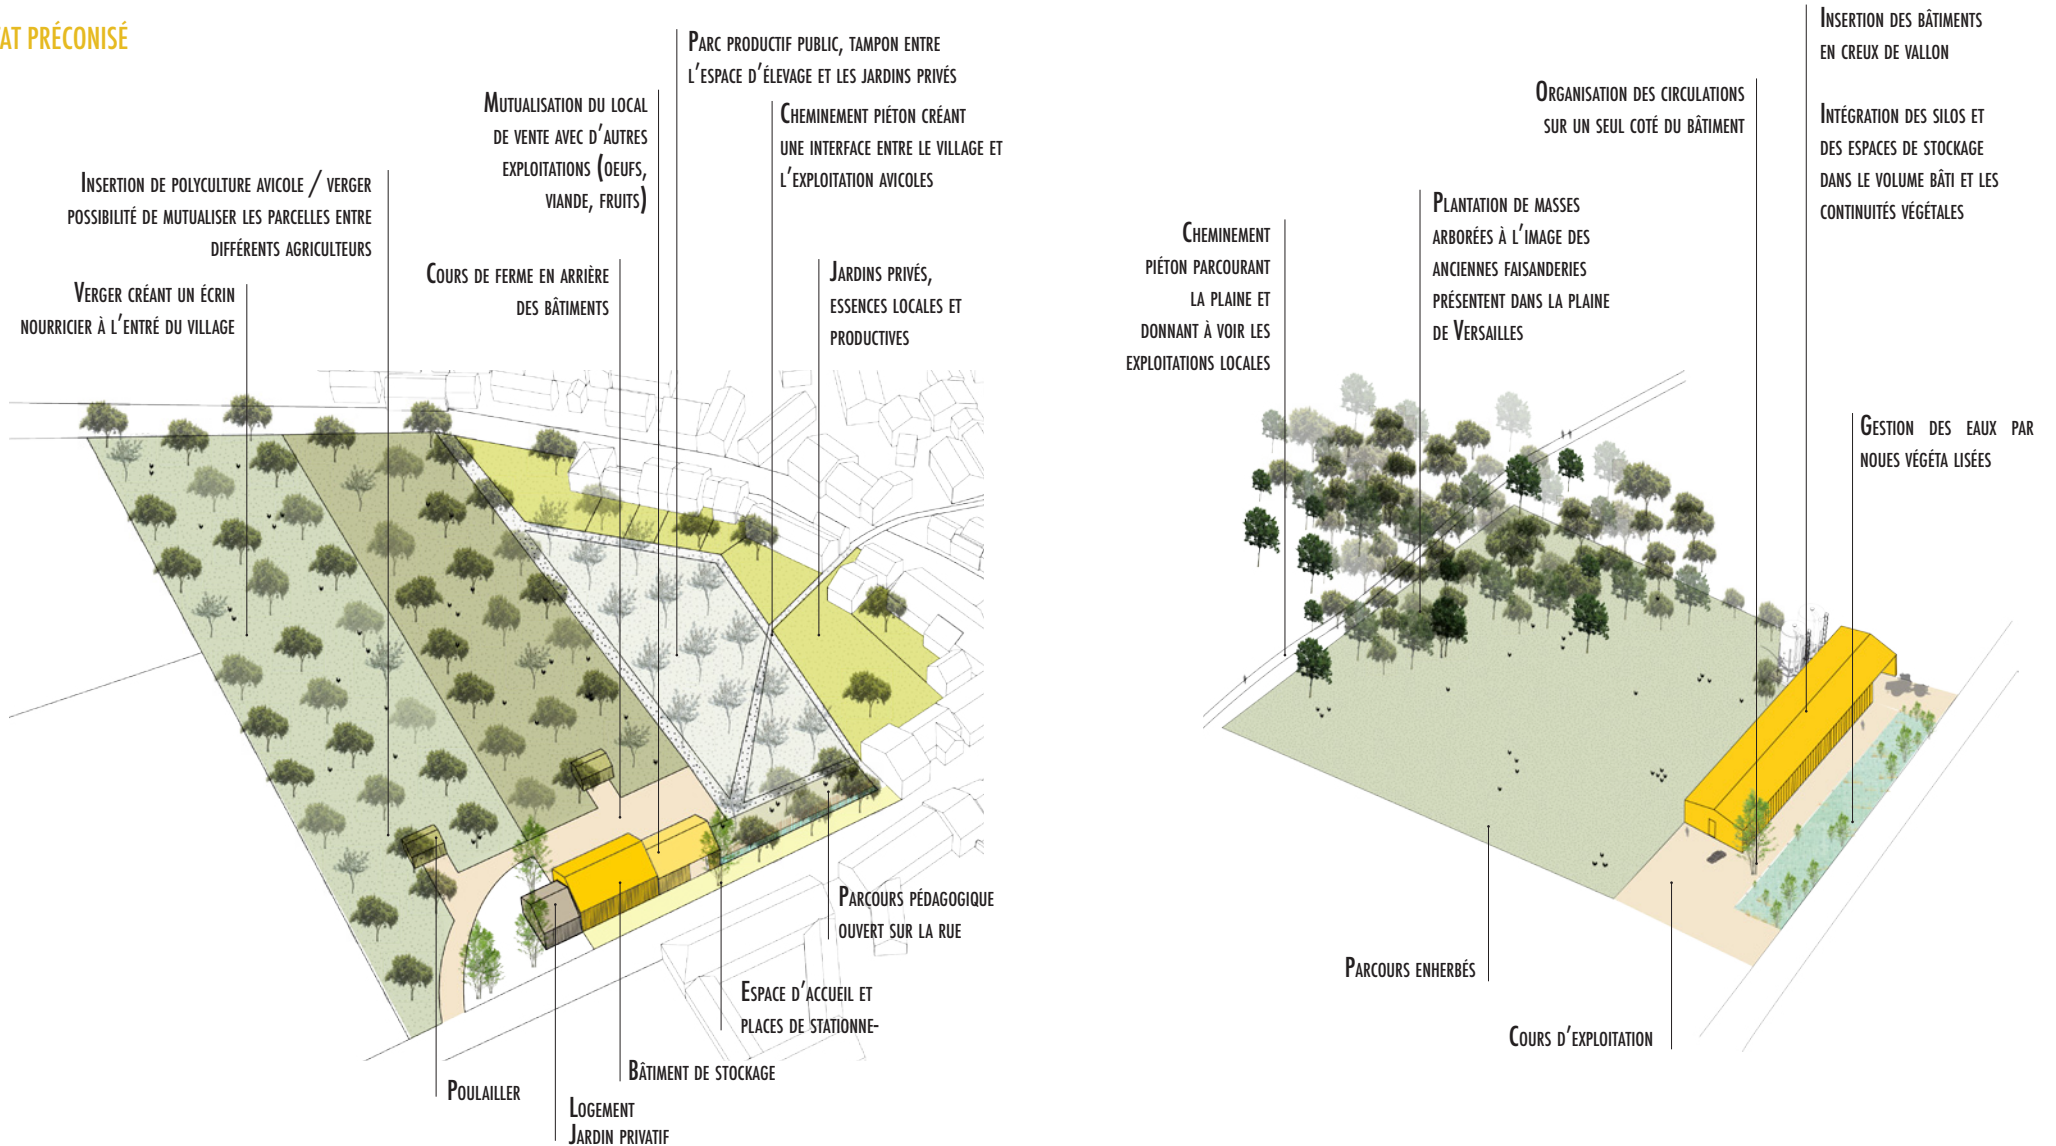 AT PRÉCONISÉ
Parc productif public, tampon entre
l'espace d'élevage et les jardins privés
Mutualisation du local
de vente avec d'autres
exploitations (oeufs,
viande, fruits)
Cheminement piéton créant
une interface entre le village et
l'exploitation avicoles
Insertion de polyculture avicole / verger
possibilité de mutualiser les parcelles entre
différents agriculteurs
Cours de ferme en arrière
des bâtiments
Jardins privés,
essences locales et
productives
Verger créant un écrin
nourricier à l'entré du village
Parcours pédagogique
ouvert sur la rue
Espace d'accueil et
places de stationne-
Bâtiment de stockage
Poulailler
Logement
Jardin privatif
Insertion des bâtiments
en creux de vallon
Organisation des circulations
sur un seul coté du bâtiment
Intégration des silos et
des espaces de stockage
dans le volume bâti et les
continuités végétales
Plantation de masses
arborées à l'image des
anciennes faisanderies
présentent dans la plaine
de Versailles
Cheminement
piéton parcourant
la plaine et
donnant à voir les
exploitations locales
Gestion des eaux par
noues végéta lisées
Parcours enherbés
Cours d'exploitation